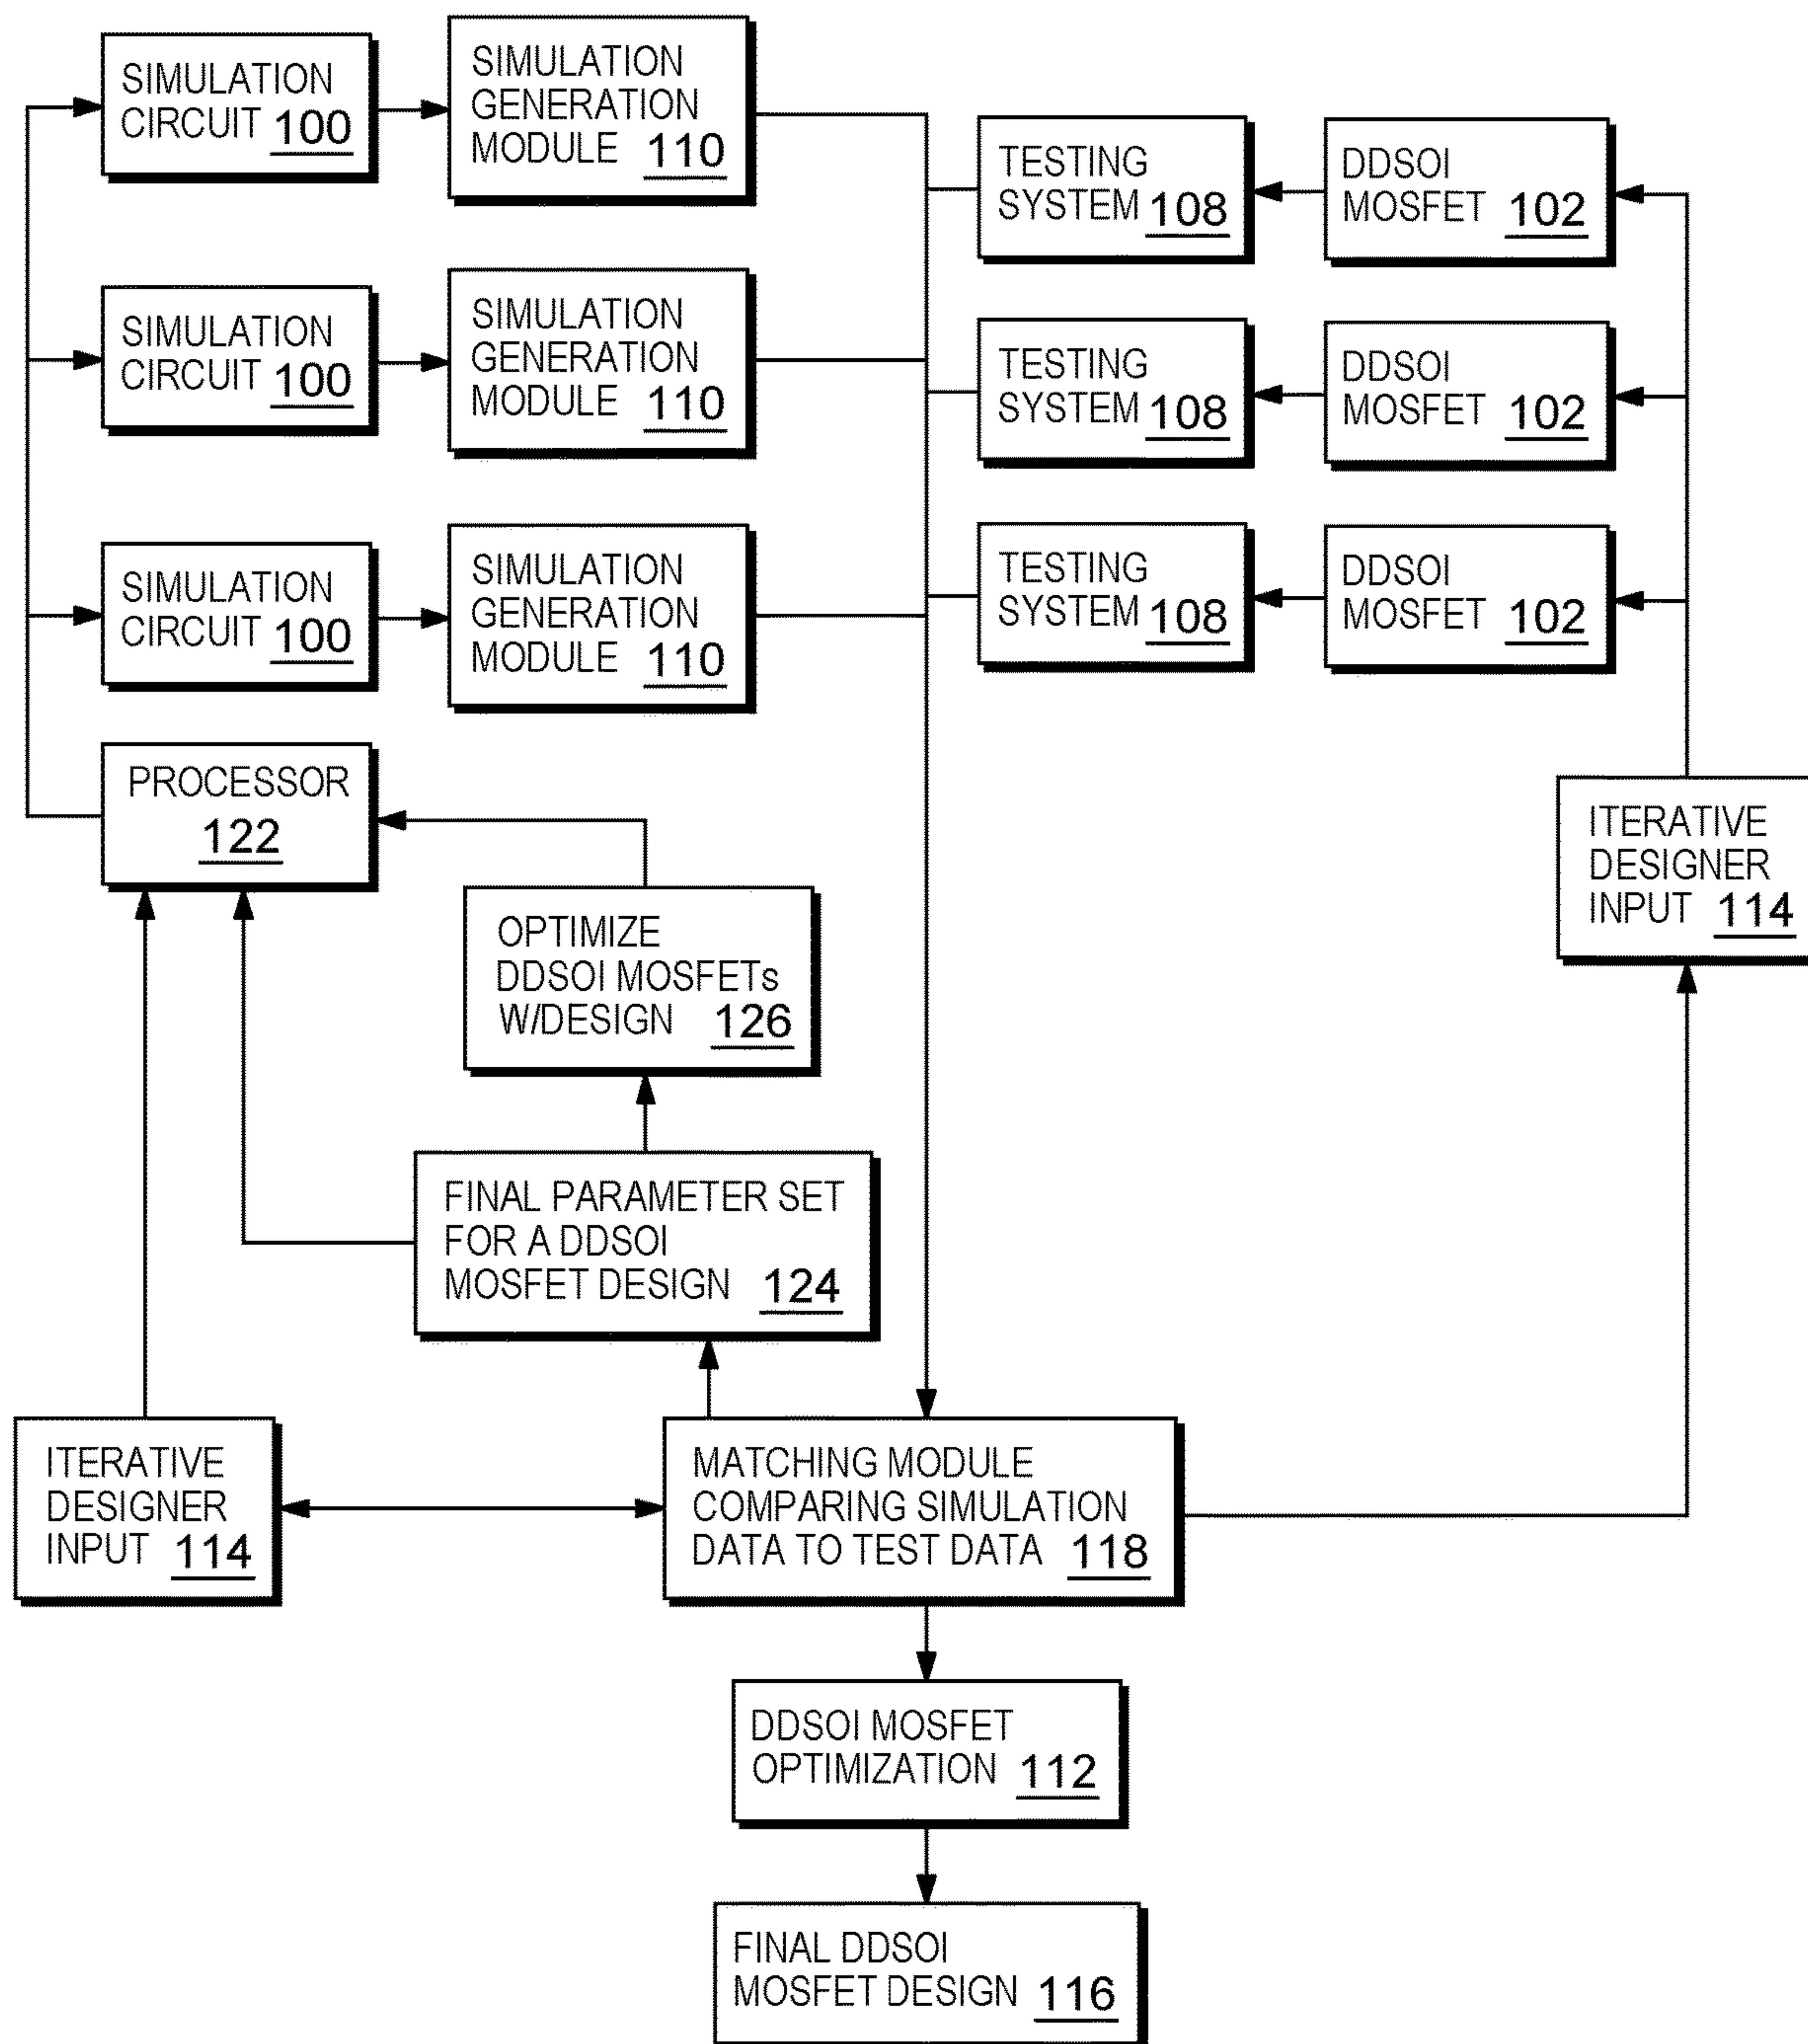 SIMULATION
CIRCUIT 100
SIMULATION
GENERATION
MODULE 110
TESTING
SYSTEM 108
DDSOI
MOSFET 102
SIMULATION
CIRCUIT 100
SIMULATION
GENERATION
MODULE 110
TESTING
SYSTEM 108
DDSOI
MOSFET 102
SIMULATION
CIRCUIT 100
SIMULATION
GENERATION
MODULE 110
TESTING
SYSTEM 108
DDSOI
MOSFET 102
PROCESSOR
122
ITERATIVE
DESIGNER
INPUT 114
OPTIMIZE
DDSOI MOSFETs
W/DESIGN 126
FINAL PARAMETER SET
FOR A DDSOI
MOSFET DESIGN 124
ITERATIVE
DESIGNER
INPUT 114
MATCHING MODULE
COMPARING SIMULATION
DATA TO TEST DATA 118
DDSOI MOSFET
OPTIMIZATION 112
FINAL DDSOI
MOSFET DESIGN 116